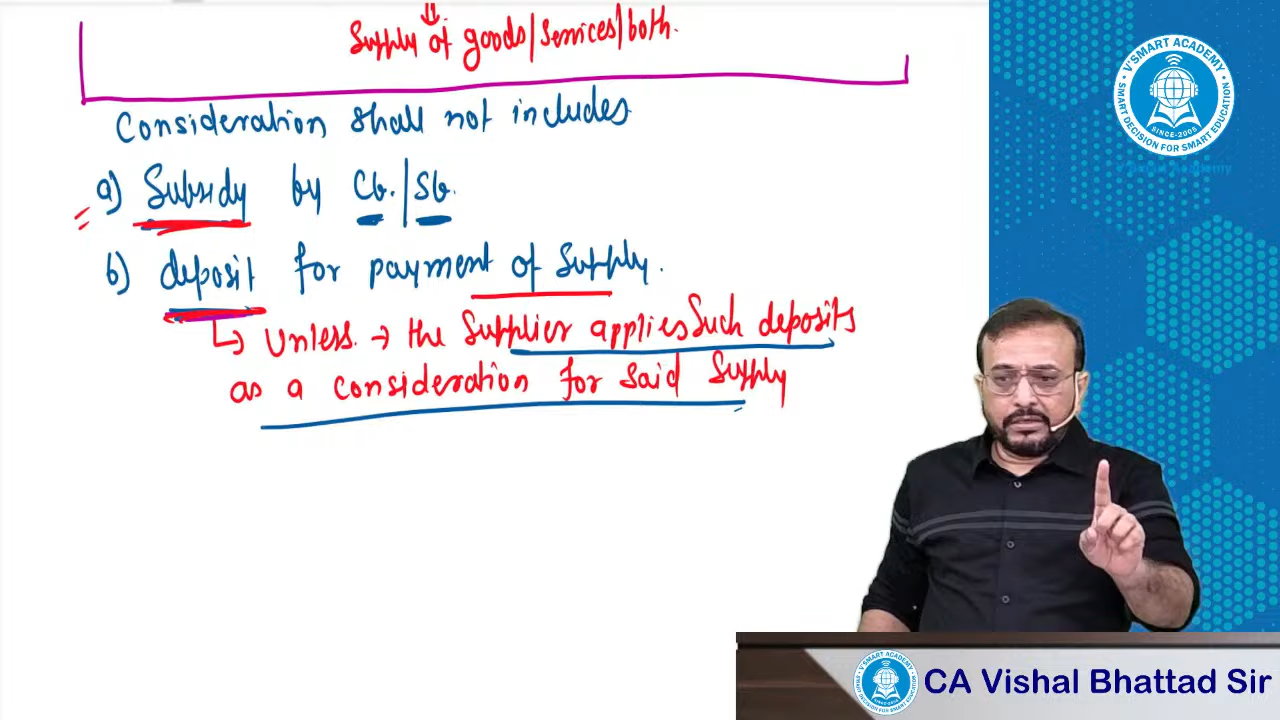 Supply of goods/services/both.
Consideration shall not includes
a) Subsidy by CG./SG.
b) deposit for payment of supply.
↳ Unless → the supplier applies such deposits
as a consideration for said supply
V'SMART ACADEMY
SINCE-2005
SMART DECISION FOR SMART EDUCATION
V'Smart Academy
CA Vishal Bhattad Sir